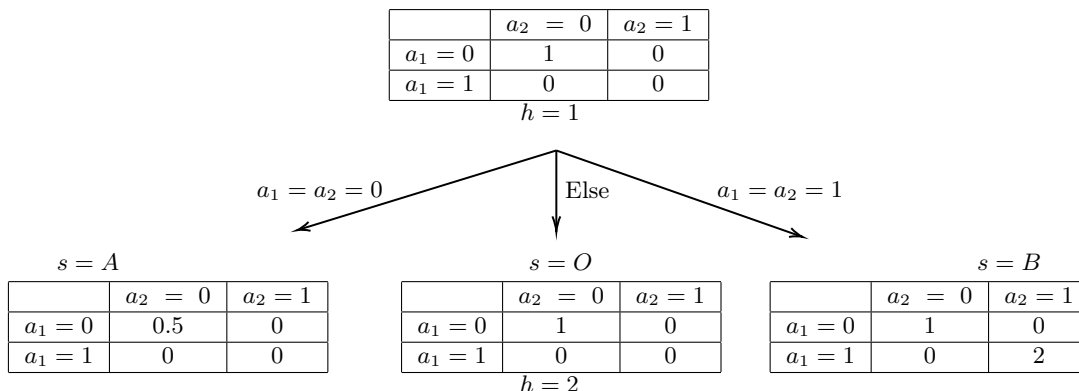 a₂ = 0 a₂ = 1
a₁ = 0 1 0
a₁ = 1 0 0
h = 1
a₁ = a₂ = 0
Else
a₁ = a₂ = 1
s = A
a₂ = 0 a₂ = 1
a₁ = 0 0.5 0
a₁ = 1 0 0
s = O
a₂ = 0 a₂ = 1
a₁ = 0 1 0
a₁ = 1 0 0
h = 2
s = B
a₂ = 0 a₂ = 1
a₁ = 0 1 0
a₁ = 1 0 2